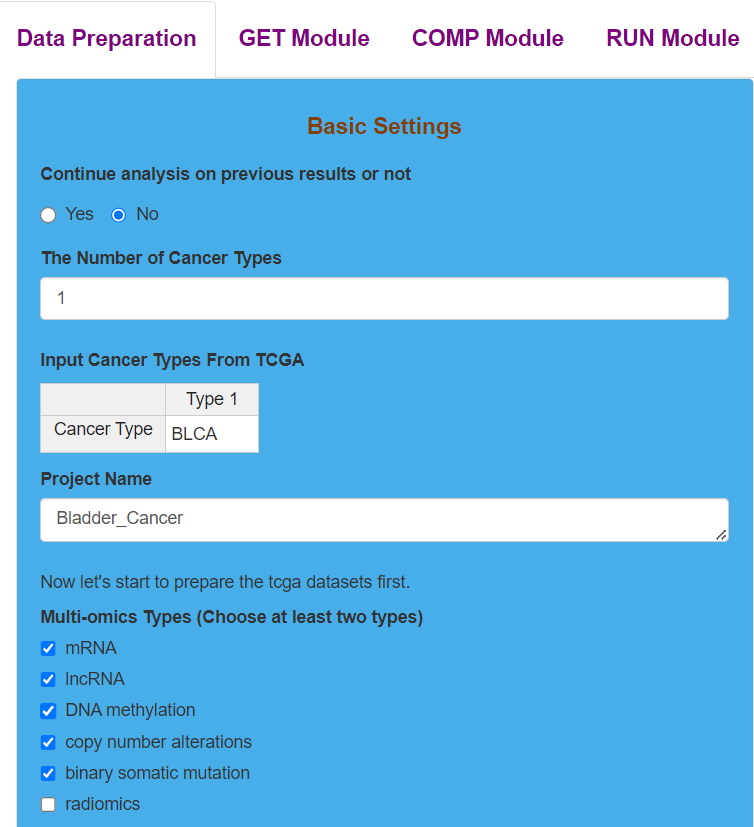 Data Preparation GET Module COMP Module RUN Module
Basic Settings
Continue analysis on previous results or not
Yes No
The Number of Cancer Types
1
Input Cancer Types From TCGA
Type 1
Cancer Type BLCA
Project Name
Bladder_Cancer
Now let's start to prepare the tcga datasets first.
Multi-omics Types (Choose at least two types)
mRNA
lncRNA
DNA methylation
copy number alterations
binary somatic mutation
radiomics